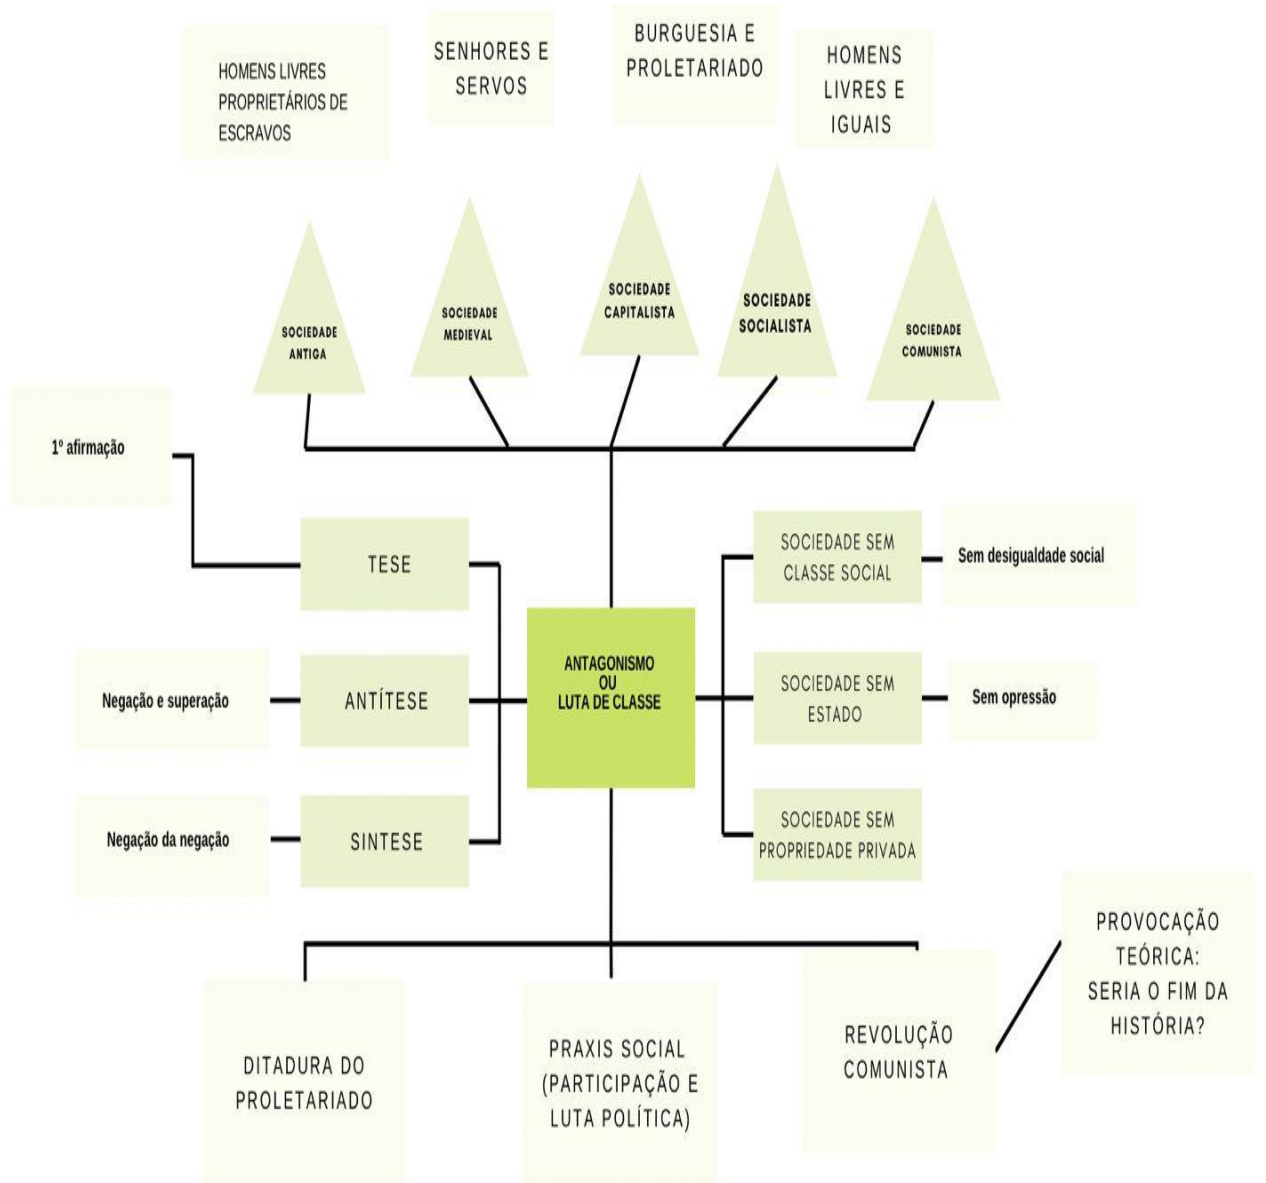 HOMENS LIVRES
PROPRIETÁRIOS DE
ESCRAVOS
SENHORES E
SERVOS
BURGUESIA E
PROLETARIADO
HOMENS
LIVRES E
IGUAIS
SOCIEDADE
ANTIGA
SOCIEDADE
MEDIEVAL
SOCIEDADE
CAPITALISTA
SOCIEDADE
SOCIALISTA
SOCIEDADE
COMUNISTA
1º afirmação
TESE
Negação e superação
ANTÍTESE
Negação da negação
SINTESE
ANTAGONISMO
OU
LUTA DE CLASSE
SOCIEDADE SEM
CLASSE SOCIAL
Sem desigualdade social
SOCIEDADE SEM
ESTADO
Sem opressão
SOCIEDADE SEM
PROPRIEDADE PRIVADA
DITADURA DO
PROLETARIADO
PRAXIS SOCIAL
(PARTICIPAÇÃO E
LUTA POLÍTICA)
REVOLUÇÃO
COMUNISTA
PROVOCAÇÃO
TEÓRICA:
SERIA O FIM DA
HISTÓRIA?